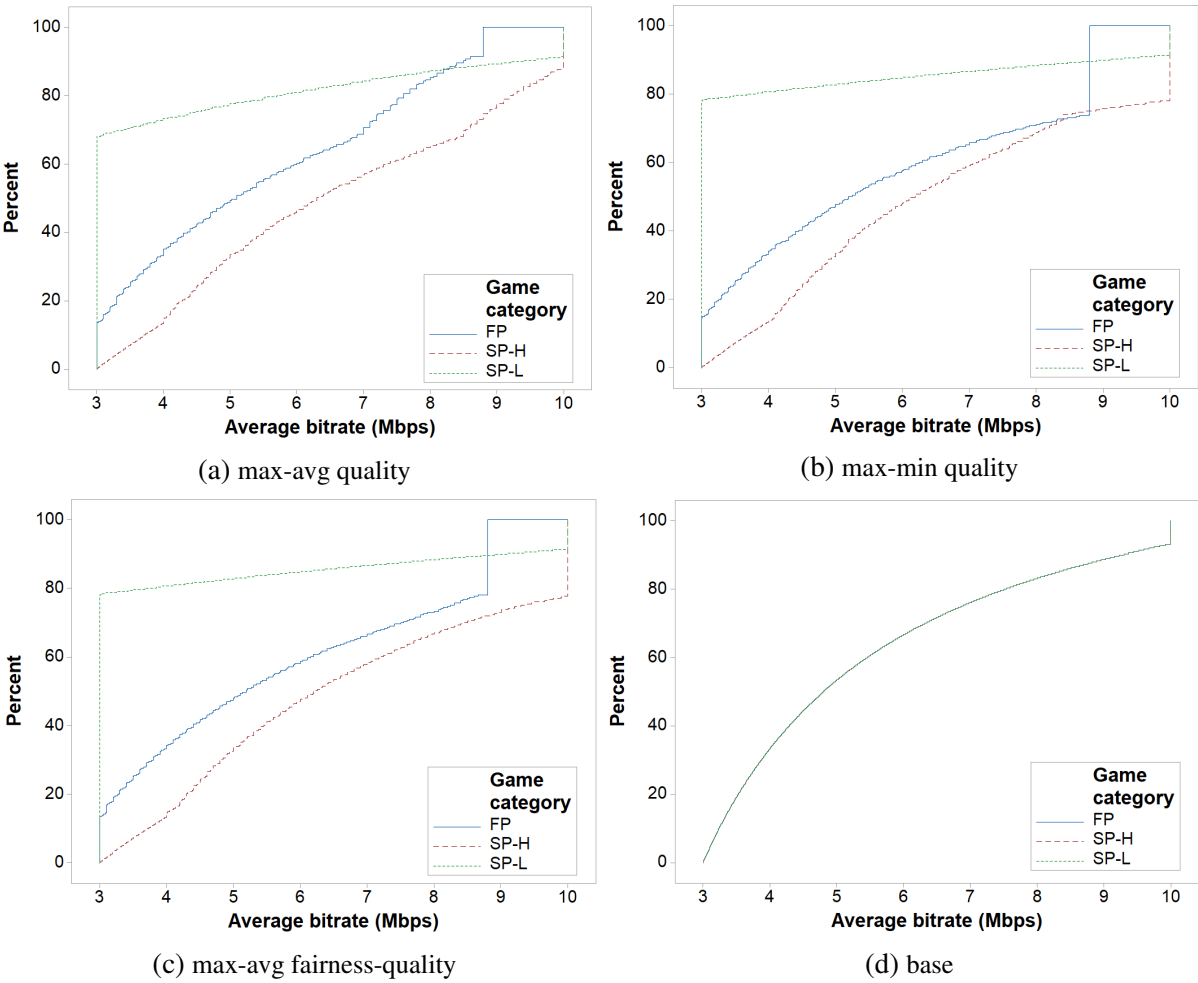 100
80
60
40
20
0
Percent
3 4 5 6 7 8 9 10
Average bitrate (Mbps)
Game
category
FP
SP-H
SP-L
(a) max-avg quality
100
80
60
40
20
0
Percent
3 4 5 6 7 8 9 10
Average bitrate (Mbps)
Game
category
FP
SP-H
SP-L
(b) max-min quality
100
80
60
40
20
0
Percent
3 4 5 6 7 8 9 10
Average bitrate (Mbps)
Game
category
FP
SP-H
SP-L
(c) max-avg fairness-quality
100
80
60
40
20
0
Percent
3 4 5 6 7 8 9 10
Average bitrate (Mbps)
Game
category
FP
SP-H
SP-L
(d) base